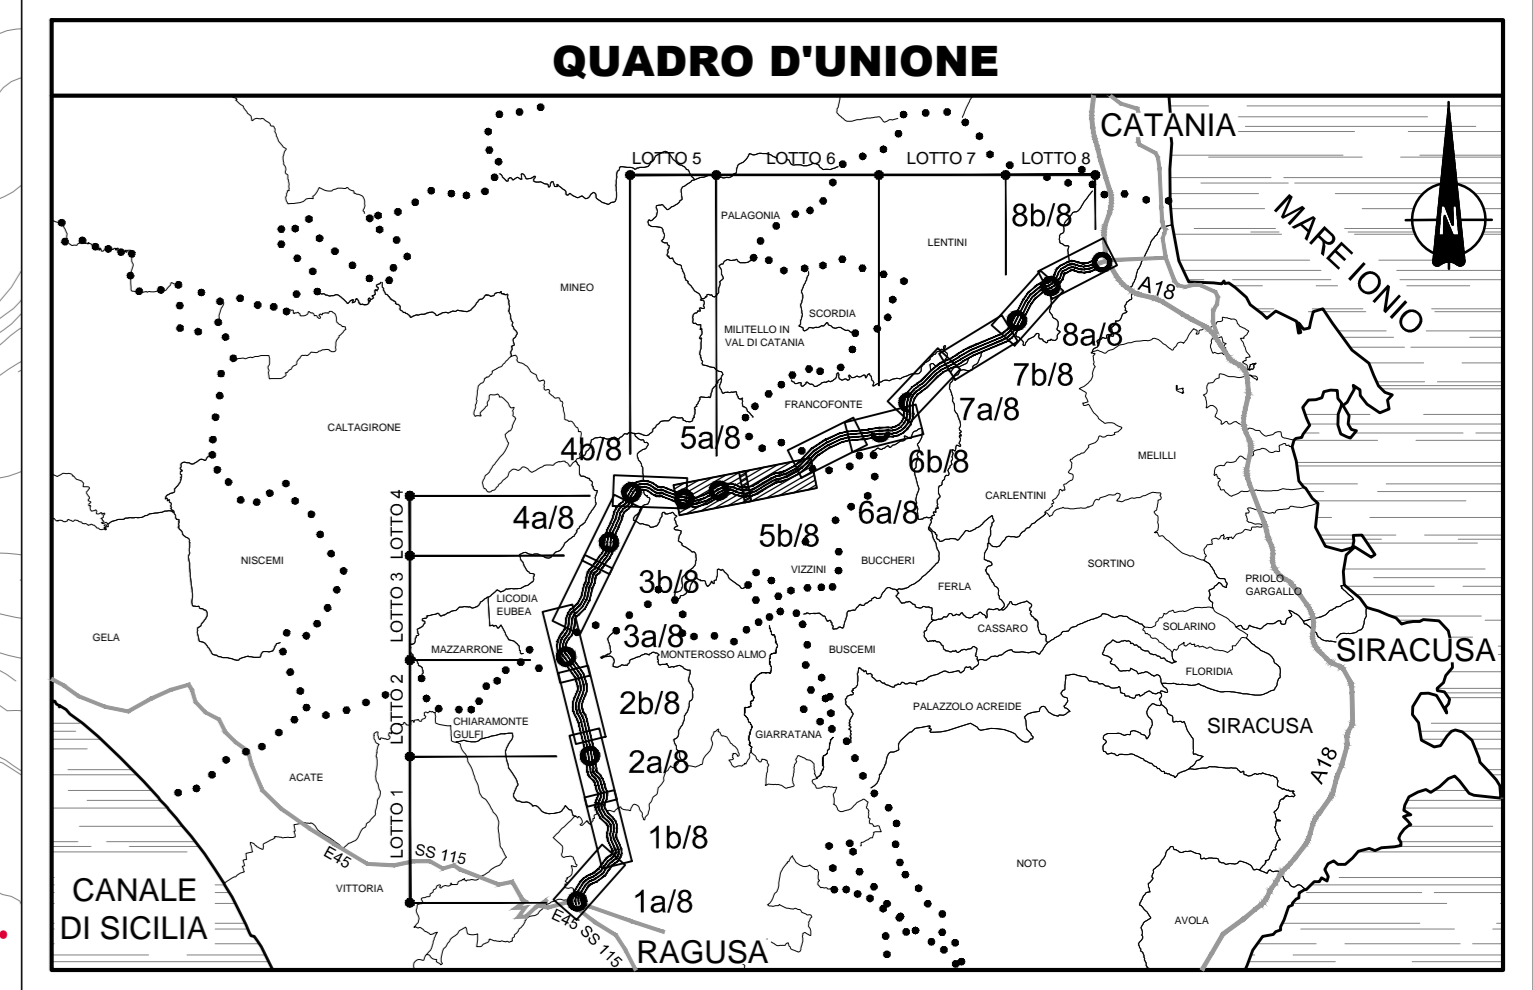 QUADRO D'UNIONE
CATANIA
LOTTO 5
LOTTO 6
LOTTO 7
LOTTO 8
PALAGONIA
8b/8
LENTINI
N
MARE IONIO
MINEO
A18
SCORDIA
MILITELLO IN
VAL DI CATANIA
8a/8
7b/8
FRANCOFONTE
7a/8
CALTAGIRONE
4b/8
5a/8
6b/8
MELILLI
CARLENTINI
4a/8
6a/8
LOTTO 4
5b/8
NISCEMI
VIZZINI
BUCCHERI
SORTINO
3b/8
FERLA
PRIOLO
GARGALLO
LICODIA
EUBEA
LOTTO 3
GELA
3a/8
CASSARO
SOLARINO
MAZZARRONE
MONTEROSSO ALMO
BUSCEMI
SIRACUSA
FLORIDIA
LOTTO 2
2b/8
PALAZZOLO ACREIDE
CHIARAMONTE
GULFI
GIARRATANA
SIRACUSA
2a/8
A18
ACATE
LOTTO 1
1b/8
E45
SS 115
NOTO
VITTORIA
CANALE
DI SICILIA
1a/8
E45 SS 115
AVOLA
RAGUSA